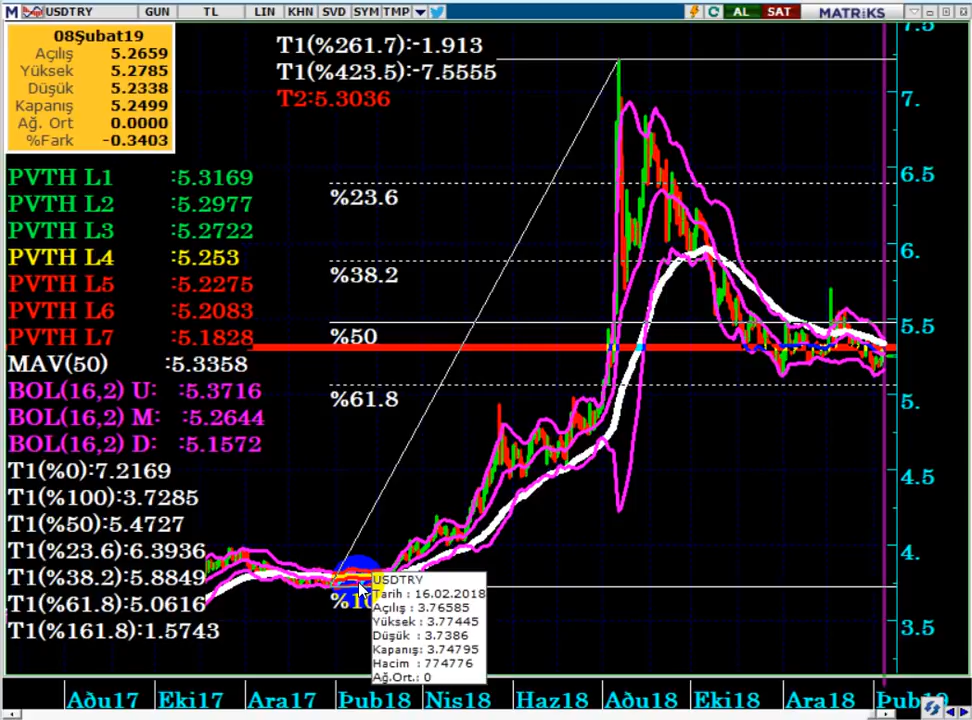 M USDTRY GUN TL LIN KHN SVD SYM TMP AL SAT MATRiKS
08Şubat19
Açılış 5.2659
Yüksek 5.2785
Düşük 5.2338
Kapanış 5.2499
Ağ. Ort 0.0000
%Fark -0.3403
T1(%261.7):-1.913
T1(%423.5):-7.5555
T2:5.3036
PVTH L1 :5.3169
PVTH L2 :5.2977
PVTH L3 :5.2722
PVTH L4 :5.253
PVTH L5 :5.2275
PVTH L6 :5.2083
PVTH L7 :5.1828
MAV(50) :5.3358
BOL(16,2) U: :5.3716
BOL(16,2) M: :5.2644
BOL(16,2) D: :5.1572
T1(%0):7.2169
T1(%100):3.7285
T1(%50):5.4727
T1(%23.6):6.3936
T1(%38.2):5.8849
T1(%61.8):5.0616
T1(%161.8):1.5743
%23.6
%38.2
%50
%61.8
%10
USDTRY
Tarih : 16.02.2018
Açılış : 3.76585
Yüksek : 3.77445
Düşük : 3.7386
Kapanış: 3.74795
Hacim : 774776
Ağ.Ort.: 0
7.5
7.
6.5
6.
5.5
5.
4.5
4.
3.5
Aðu17 Eki17 Ara17 Þub18 Nis18 Haz18 Aðu18 Eki18 Ara18 Þub19